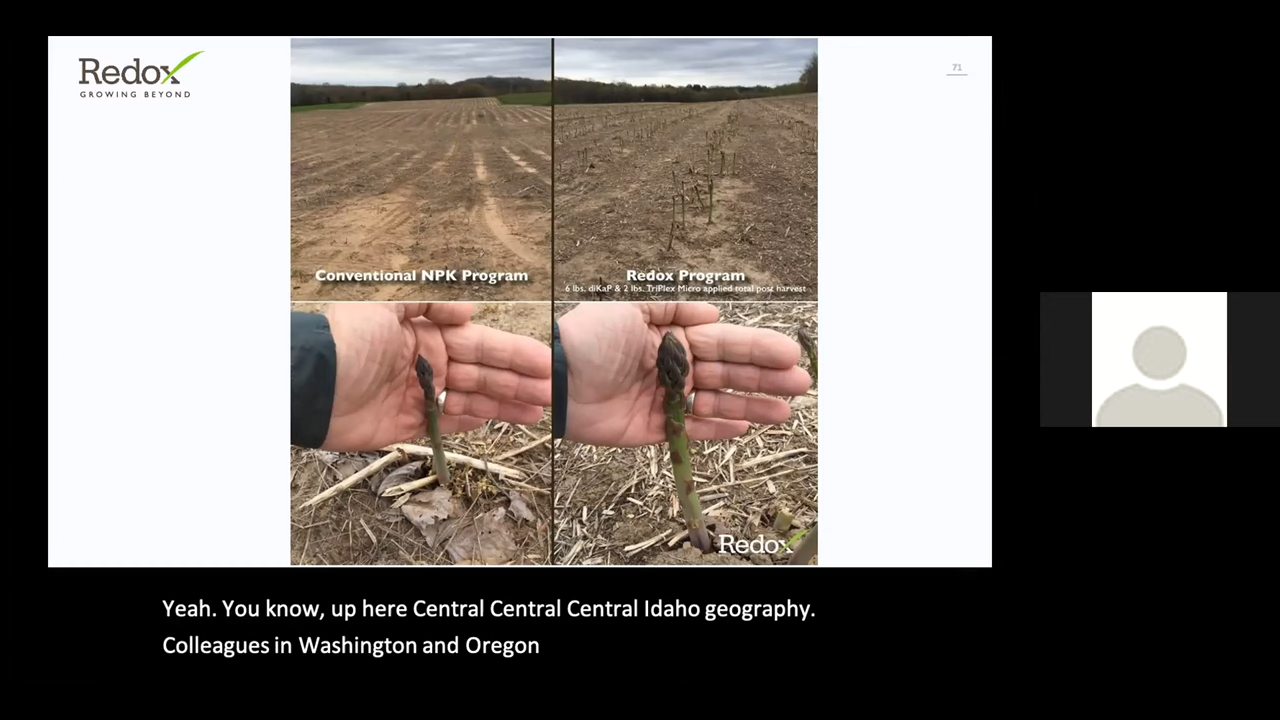 Redox
GROWING BEYOND
71
Conventional NPK Program
Redox Program
6 lbs. diKaP & 2 lbs. TriPlex Micro applied total post harvest
Redox
Yeah. You know, up here Central Central Central Idaho geography.
Colleagues in Washington and Oregon